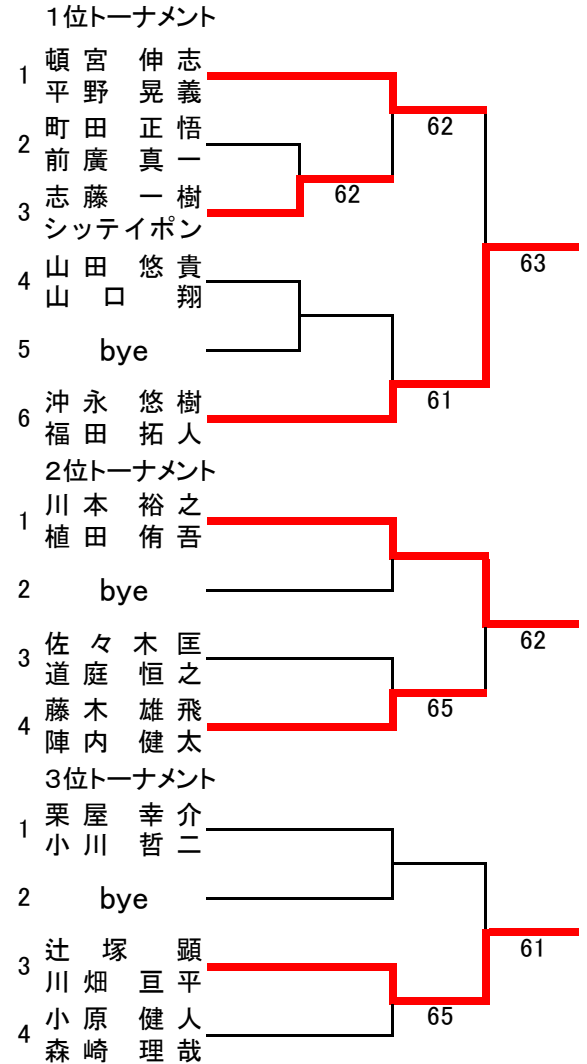 1位トーナメント
1 頓宮 伸志
平野 晃義
62
2 町田 正悟
前廣 真一
62
3 志藤 一樹
シッテイポン
63
4 山田 悠貴
山口 翔
5 bye
61
6 沖永 悠樹
福田 拓人
2位トーナメント
1 川本 裕之
植田 侑吾
2 bye
62
3 佐々木 匡
道庭 恒之
65
4 藤木 雄飛
陣内 健太
3位トーナメント
1 栗屋 幸介
小川 哲二
2 bye
61
3 辻塚 顕
川畑 亘平
65
4 小原 健人
森崎 理哉